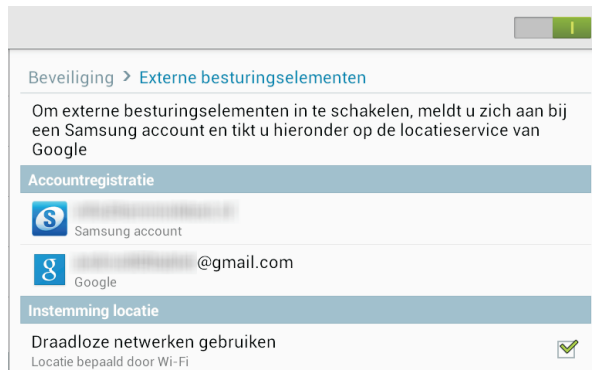 Beveiliging > Externe besturingselementen
Om externe besturingselementen in te schakelen, meldt u zich aan bij
een Samsung account en tikt u hieronder op de locatieservice van
Google
Accountregistratie
Samsung account
@gmail.com
Google
Instemming locatie
Draadloze netwerken gebruiken
Locatie bepaald door Wi-Fi